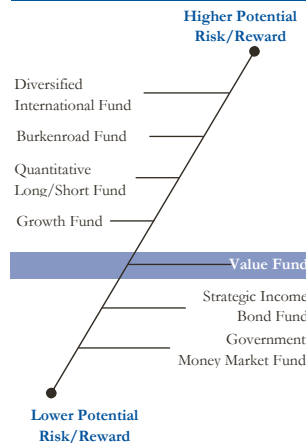 Higher Potential
Risk/Reward
Diversified
International Fund
Burkenroad Fund
Quantitative
Long/Short Fund
Growth Fund
Value Fund
Strategic Income
Bond Fund
Government
Money Market Fund
Lower Potential
Risk/Reward